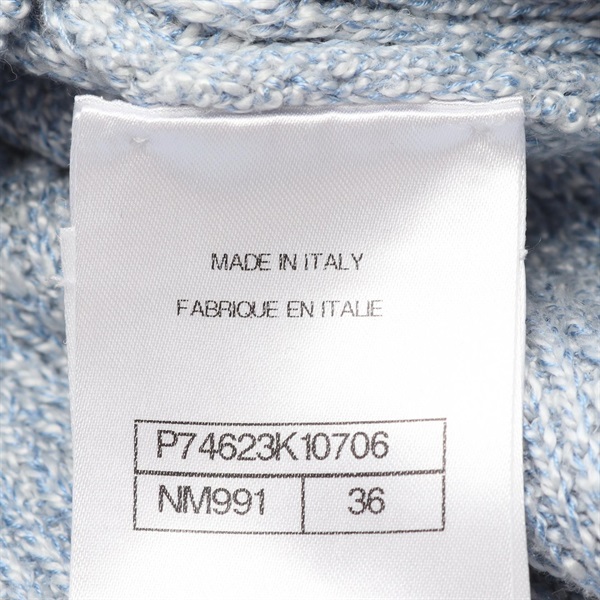 MADE IN ITALY
FABRIQUE EN ITALIE
P74623K10706
NM991 36